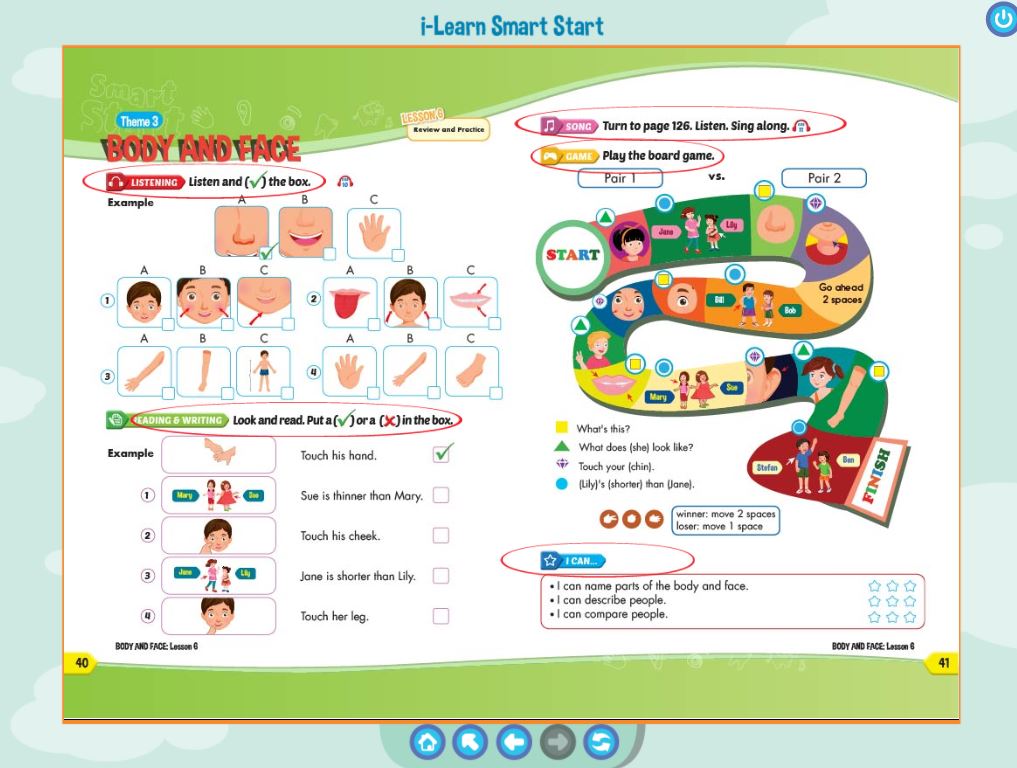 i-Learn Smart Start
Smart
Start
Theme 3
BODY AND FACE
LESSON 6
Review and Practice
LISTENING Listen and (✓) the box.
10
Example
A B C
1 A B C
2 A B C
3 A B C
4 A B C
READING & WRITING Look and read. Put a (✓) or a (✗) in the box.
Example Touch his hand.
1 Mary Sue Sue is thinner than Mary.
2 Touch his cheek.
3 Jane Lily Jane is shorter than Lily.
4 Touch her leg.
BODY AND FACE: Lesson 6
40
SONG Turn to page 126. Listen. Sing along.
GAME Play the board game.
Pair 1 vs. Pair 2
START
Jane Lily
Go ahead
2 spaces
Bill Bob
Mary Sue
Stefan Ben
FINISH
What's this?
What does (she) look like?
Touch your (chin).
(Lily)'s (shorter) than (Jane).
winner: move 2 spaces
loser: move 1 space
I CAN...
• I can name parts of the body and face.
• I can describe people.
• I can compare people.
BODY AND FACE: Lesson 6
41